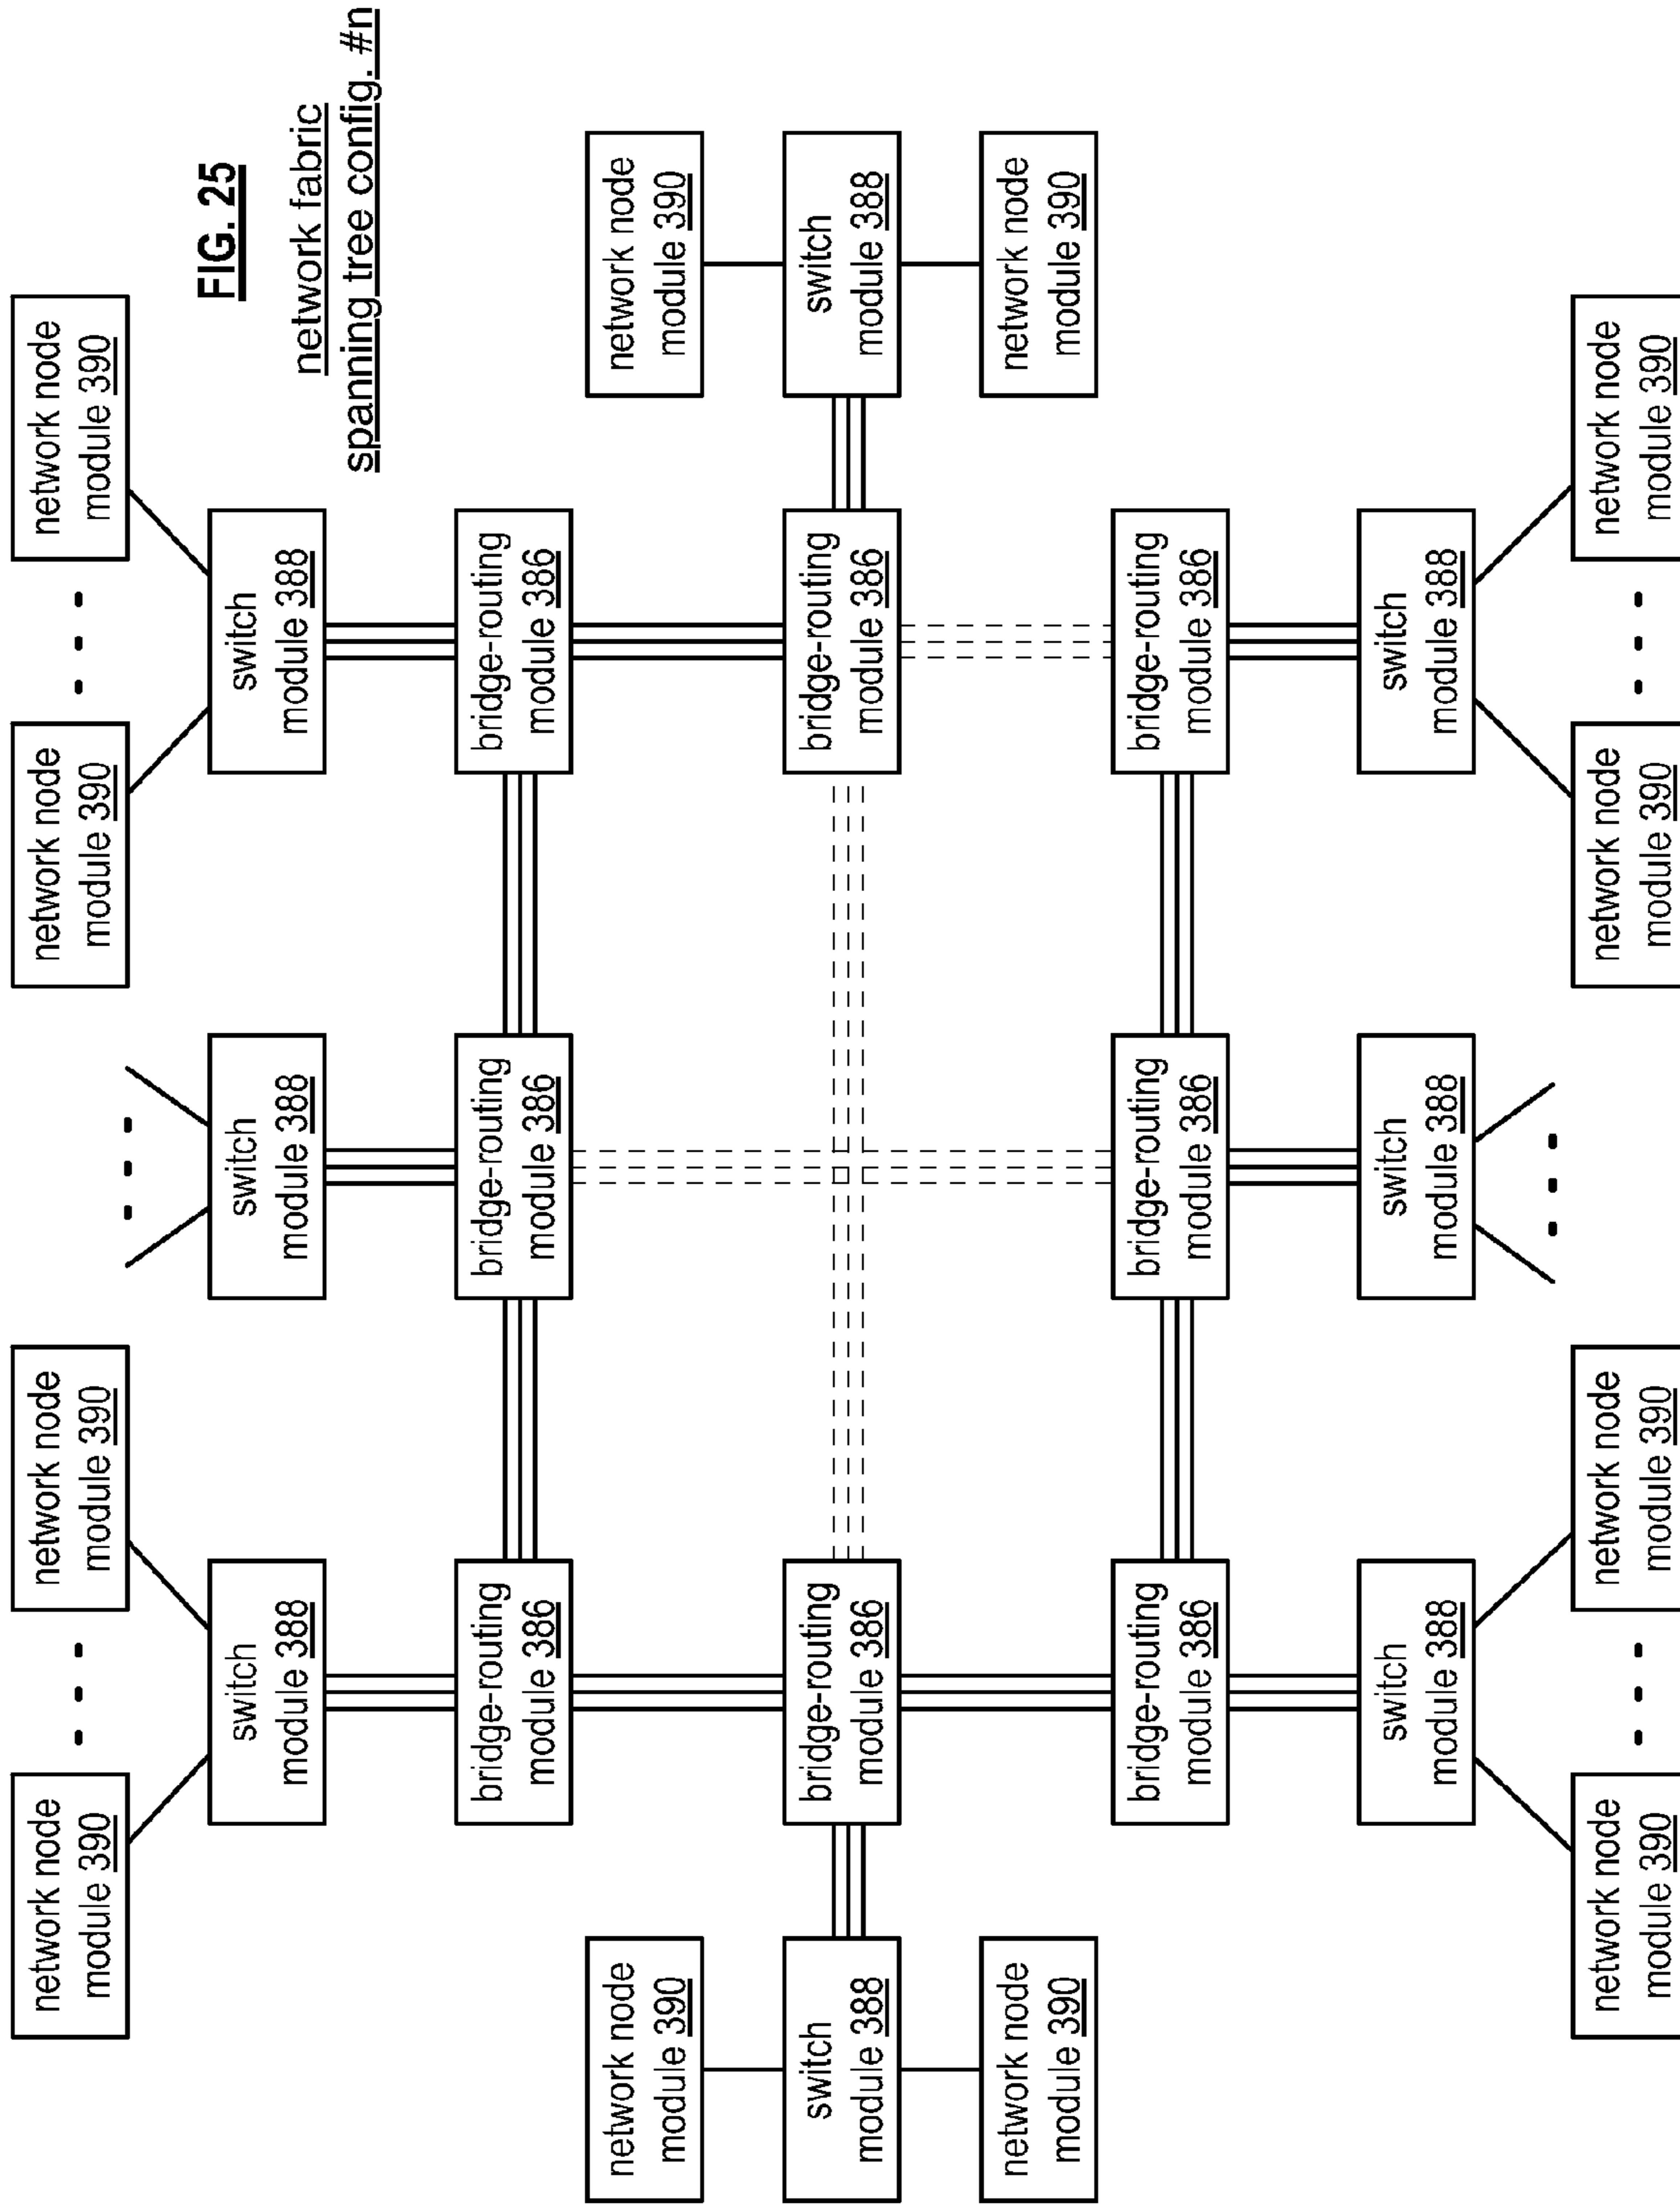 network node
module 390
network node
module 390
network node
module 390
network node
module 390
FIG. 25
network fabric
spanning tree config. #n
switch
module 388
switch
module 388
switch
module 388
bridge-routing
module 386
bridge-routing
module 386
bridge-routing
module 386
network node
module 390
network node
module 390
switch
module 388
bridge-routing
module 386
bridge-routing
module 386
switch
module 388
network node
module 390
network node
module 390
bridge-routing
module 386
bridge-routing
module 386
bridge-routing
module 386
switch
module 388
switch
module 388
switch
module 388
network node
module 390
network node
module 390
network node
module 390
network node
module 390